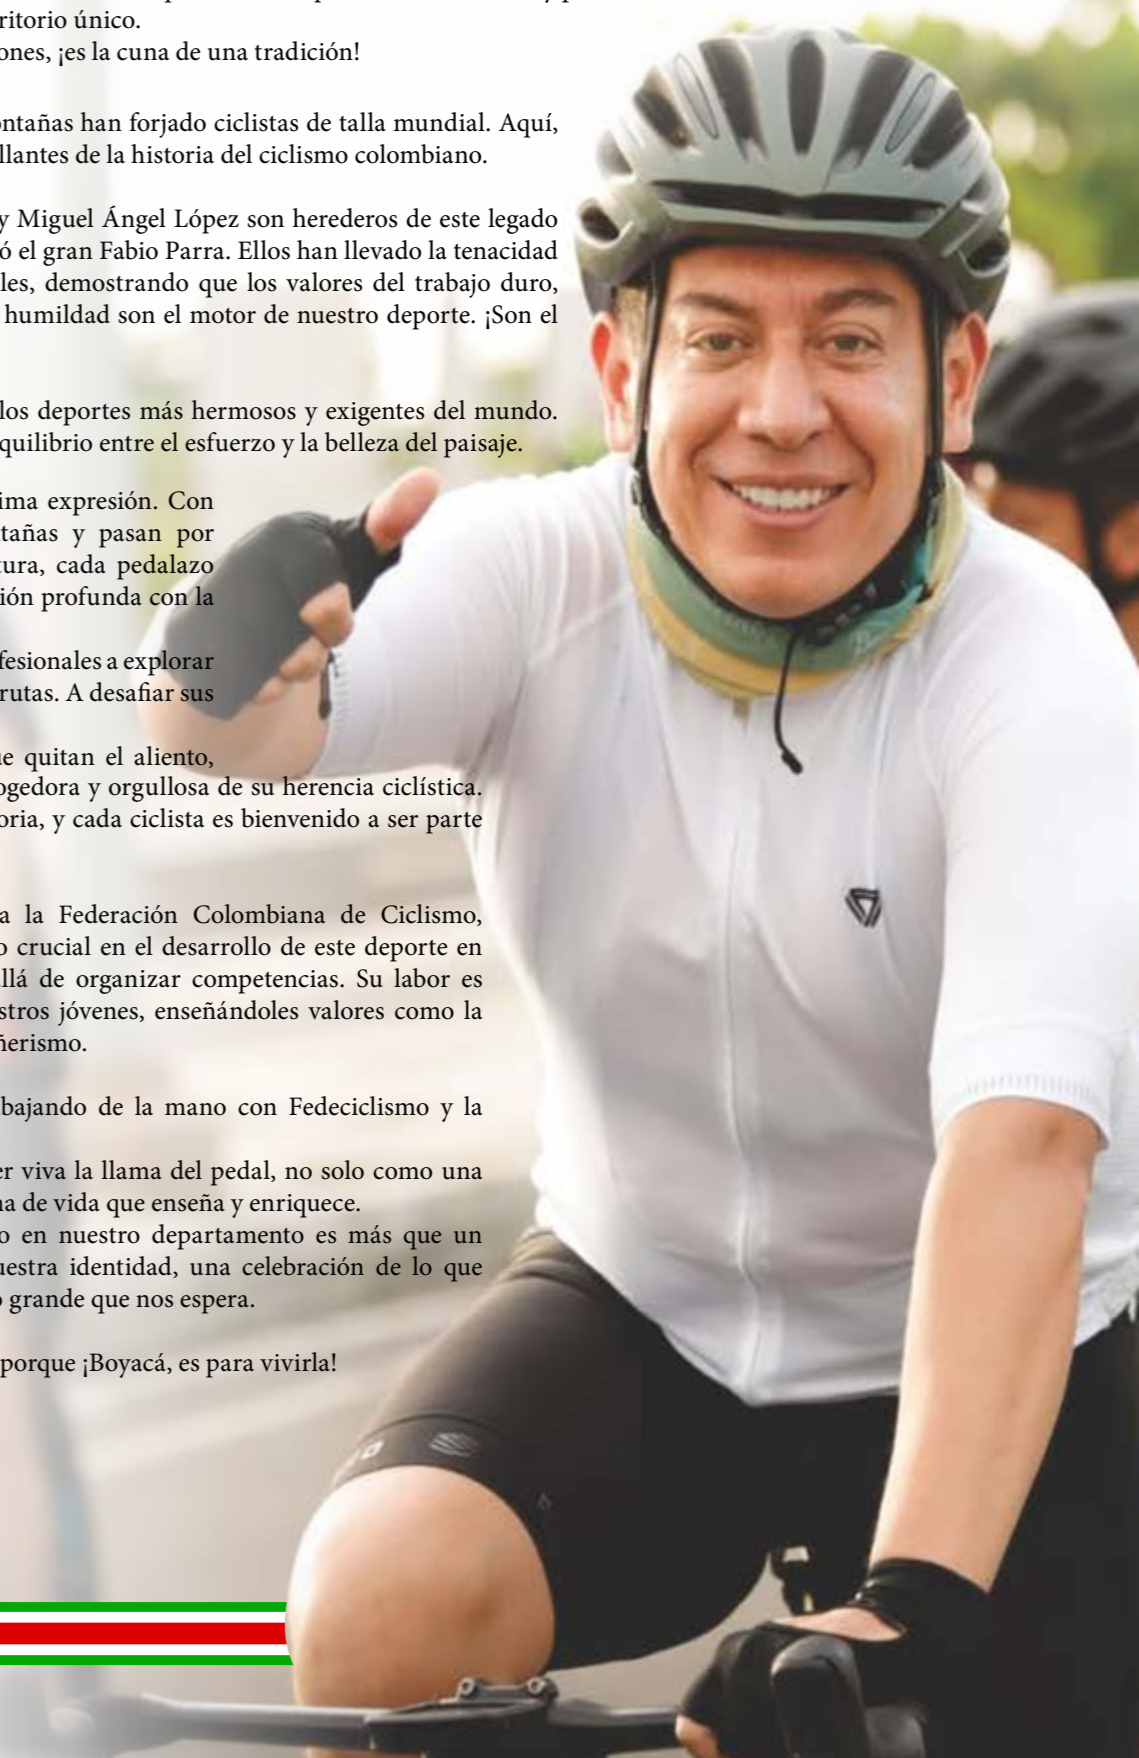 ritorio único.
ones, ¡es la cuna de una tradición!
ontañas han forjado ciclistas de talla mundial. Aquí,
llantes de la historia del ciclismo colombiano.
y Miguel Ángel López son herederos de este legado
ó el gran Fabio Parra. Ellos han llevado la tenacidad
les, demostrando que los valores del trabajo duro,
humildad son el motor de nuestro deporte. ¡Son el
los deportes más hermosos y exigentes del mundo.
quilibrio entre el esfuerzo y la belleza del paisaje.
ima expresión. Con
tañas y pasan por
tura, cada pedalazo
ión profunda con la
fesionales a explorar
rutas. A desafiar sus
ue quitan el aliento,
ogedora y orgullosa de su herencia ciclística.
oria, y cada ciclista es bienvenido a ser parte
a la Federación Colombiana de Ciclismo,
o crucial en el desarrollo de este deporte en
allá de organizar competencias. Su labor es
stros jóvenes, enseñándoles valores como la
ñerismo.
abajando de la mano con Fedeciclismo y la
er viva la llama del pedal, no solo como una
na de vida que enseña y enriquece.
o en nuestro departamento es más que un
uestra identidad, una celebración de lo que
o grande que nos espera.
porque ¡Boyacá, es para vivirla!